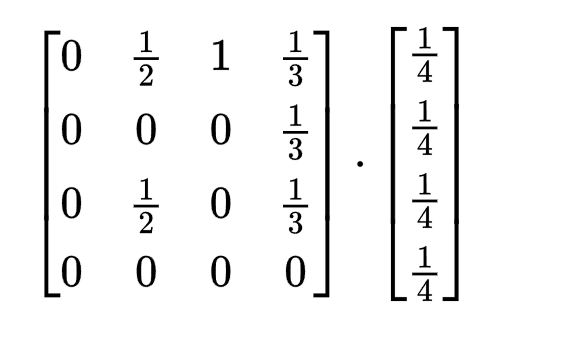 [ 0 1/2 1 1/3 ] [ 1/4 ]
[ 0 0 0 1/3 ] . [ 1/4 ]
[ 0 1/2 0 1/3 ] [ 1/4 ]
[ 0 0 0 0 ] [ 1/4 ]